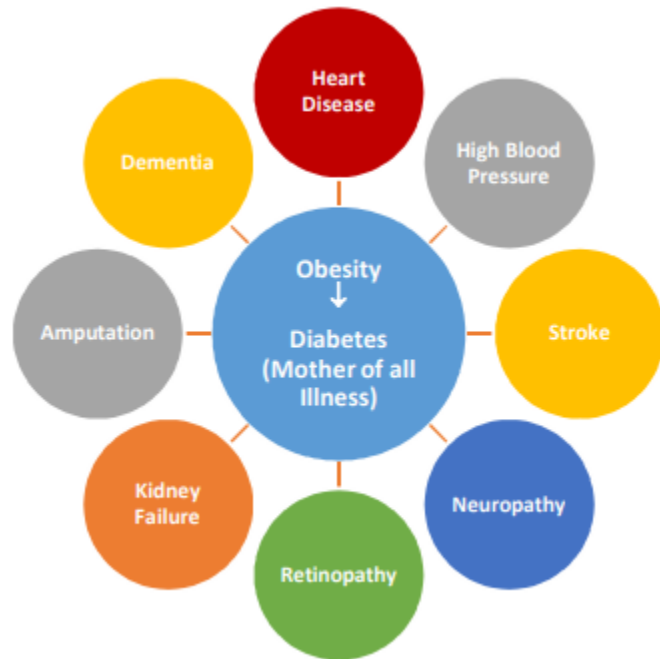 Heart
Disease
High Blood
Pressure
Stroke
Neuropathy
Retinopathy
Kidney
Failure
Amputation
Dementia
Obesity
↓
Diabetes
(Mother of all
Illness)